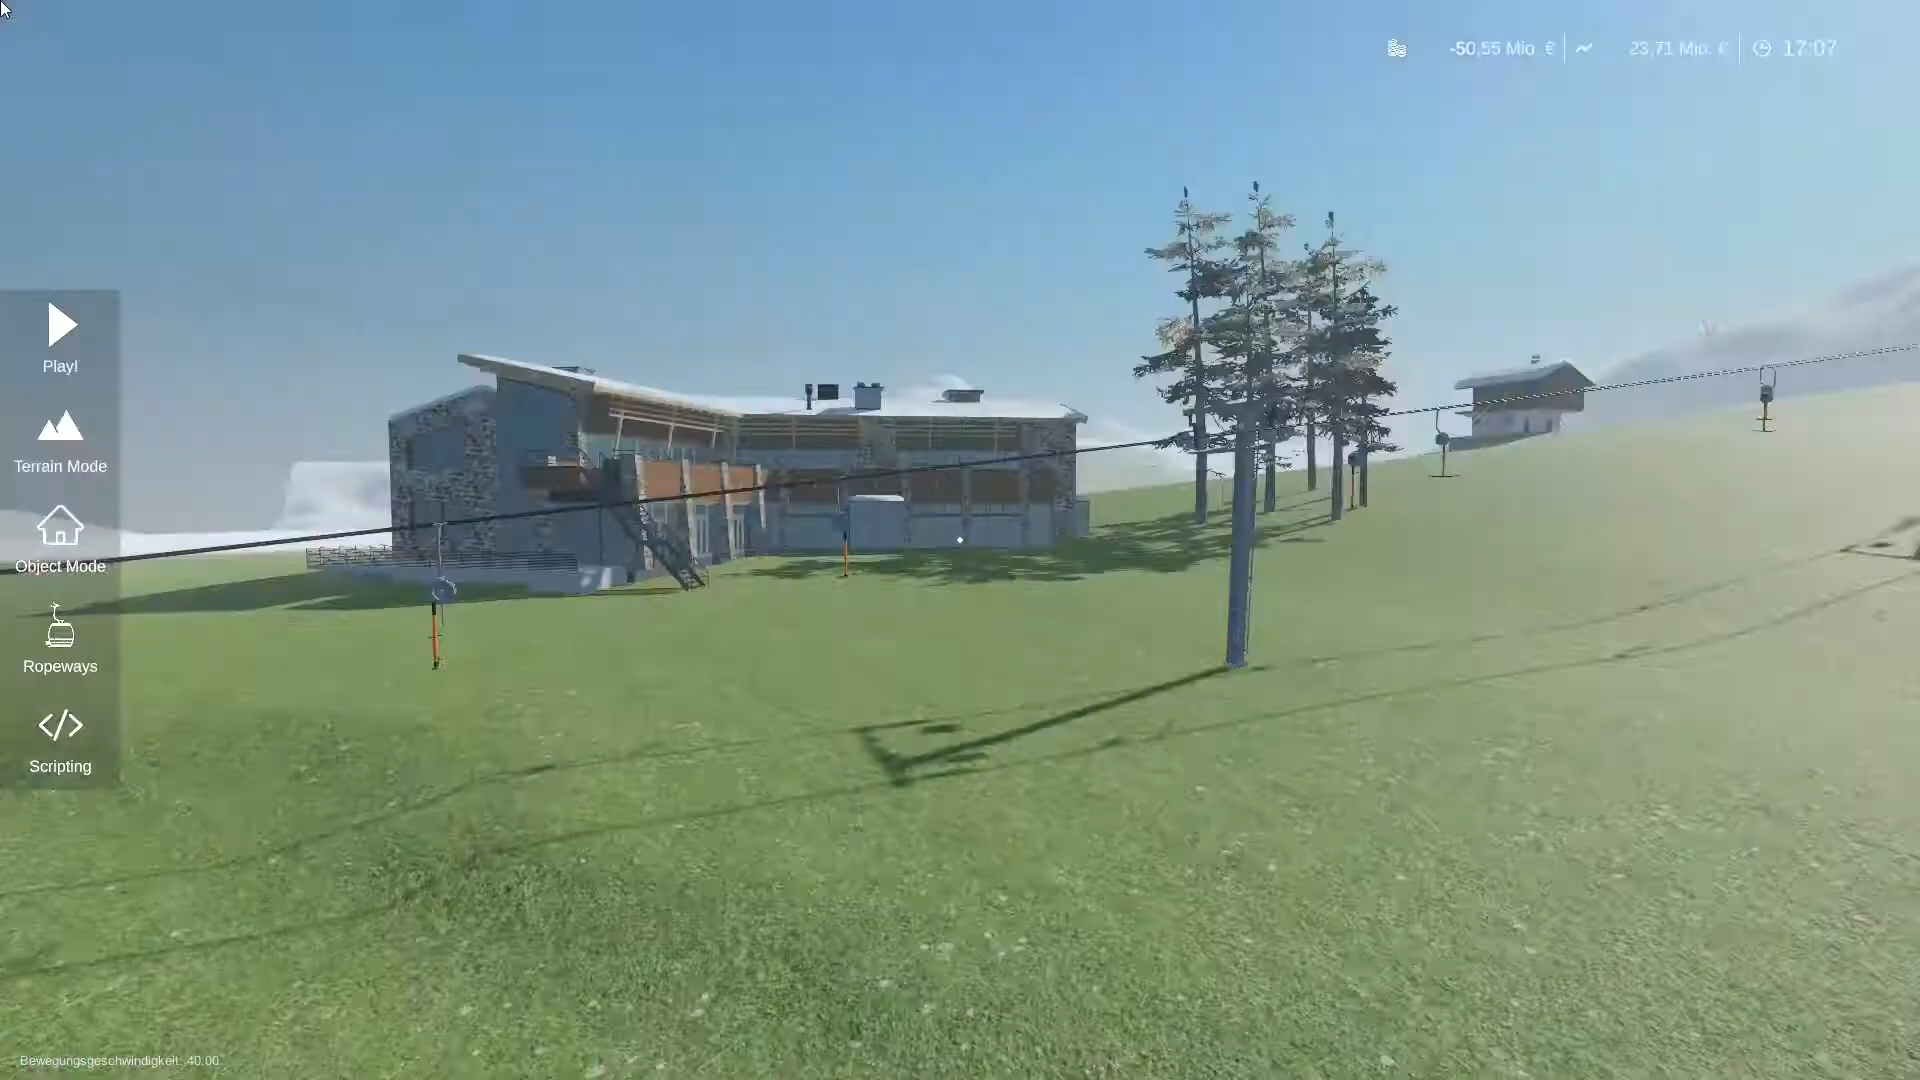 -50,55 Mio. € 23,71 Mio. € 17:07
Play!
Terrain Mode
Object Mode
Ropeways
Scripting
Bewegungsgeschwindigkeit: 40.00